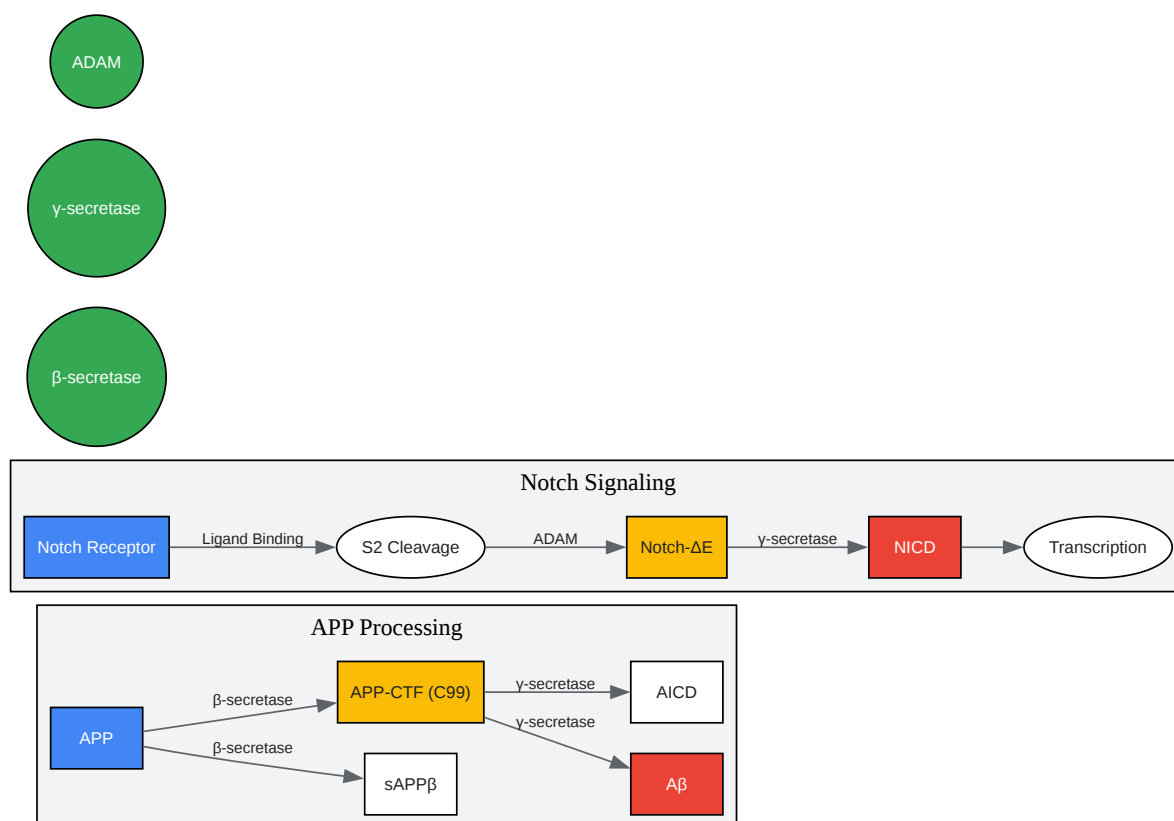 ADAM
γ-secretase
β-secretase
Notch Signaling
Notch Receptor
Ligand Binding
S2 Cleavage
ADAM
Notch-ΔE
γ-secretase
NICD
Transcription
APP Processing
APP
β-secretase
β-secretase
APP-CTF (C99)
sAPPβ
γ-secretase
γ-secretase
AICD
Aβ